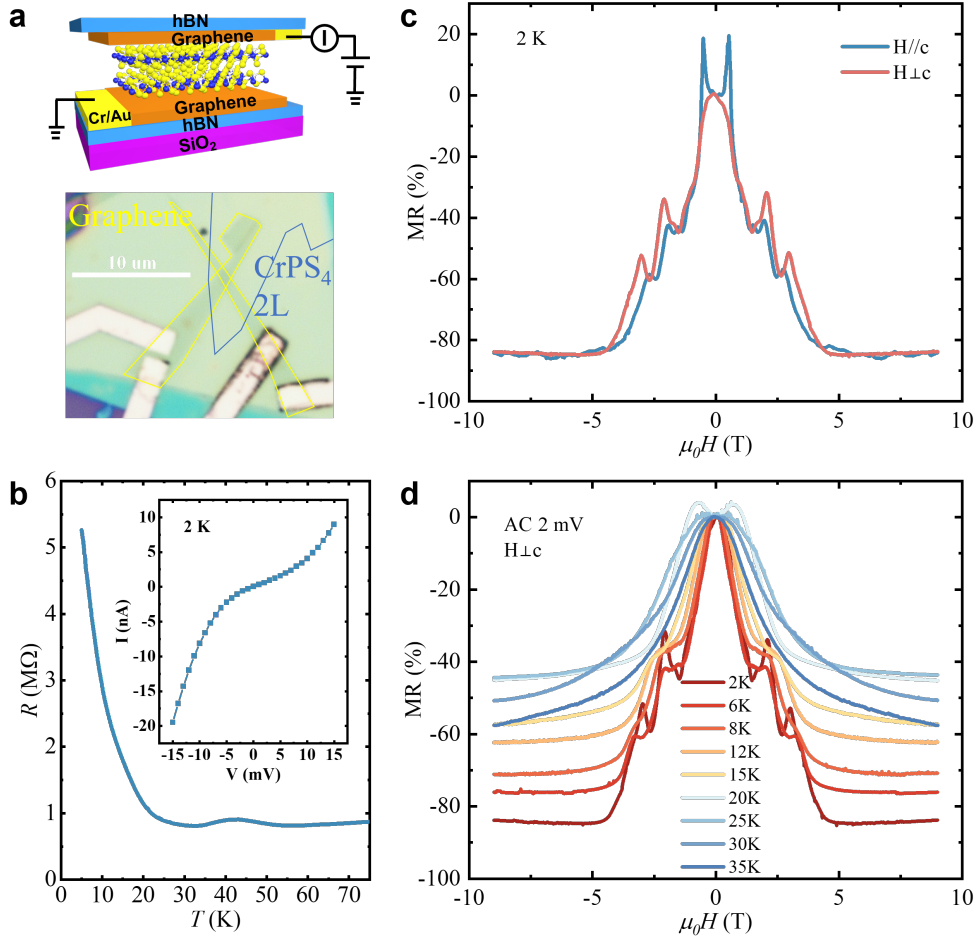 a
hBN
Graphene
I
Cr/Au
Graphene
hBN
SiO2
Graphene
10 um
CrPS4
2L
b
6
5
4
3
2
1
0
R (MΩ)
0 10 20 30 40 50 60 70
T (K)
2 K
10
5
0
-5
-10
-15
-20
I (nA)
-15 -10 -5 0 5 10 15
V (mV)
c
2 K
H//c
H⊥c
20
0
-20
-40
-60
-80
-100
MR (%)
-10 -5 0 5 10
μ0H (T)
d
AC 2 mV
H⊥c
0
-20
-40
-60
-80
-100
MR (%)
2K
6K
8K
12K
15K
20K
25K
30K
35K
-10 -5 0 5 10
μ0H (T)